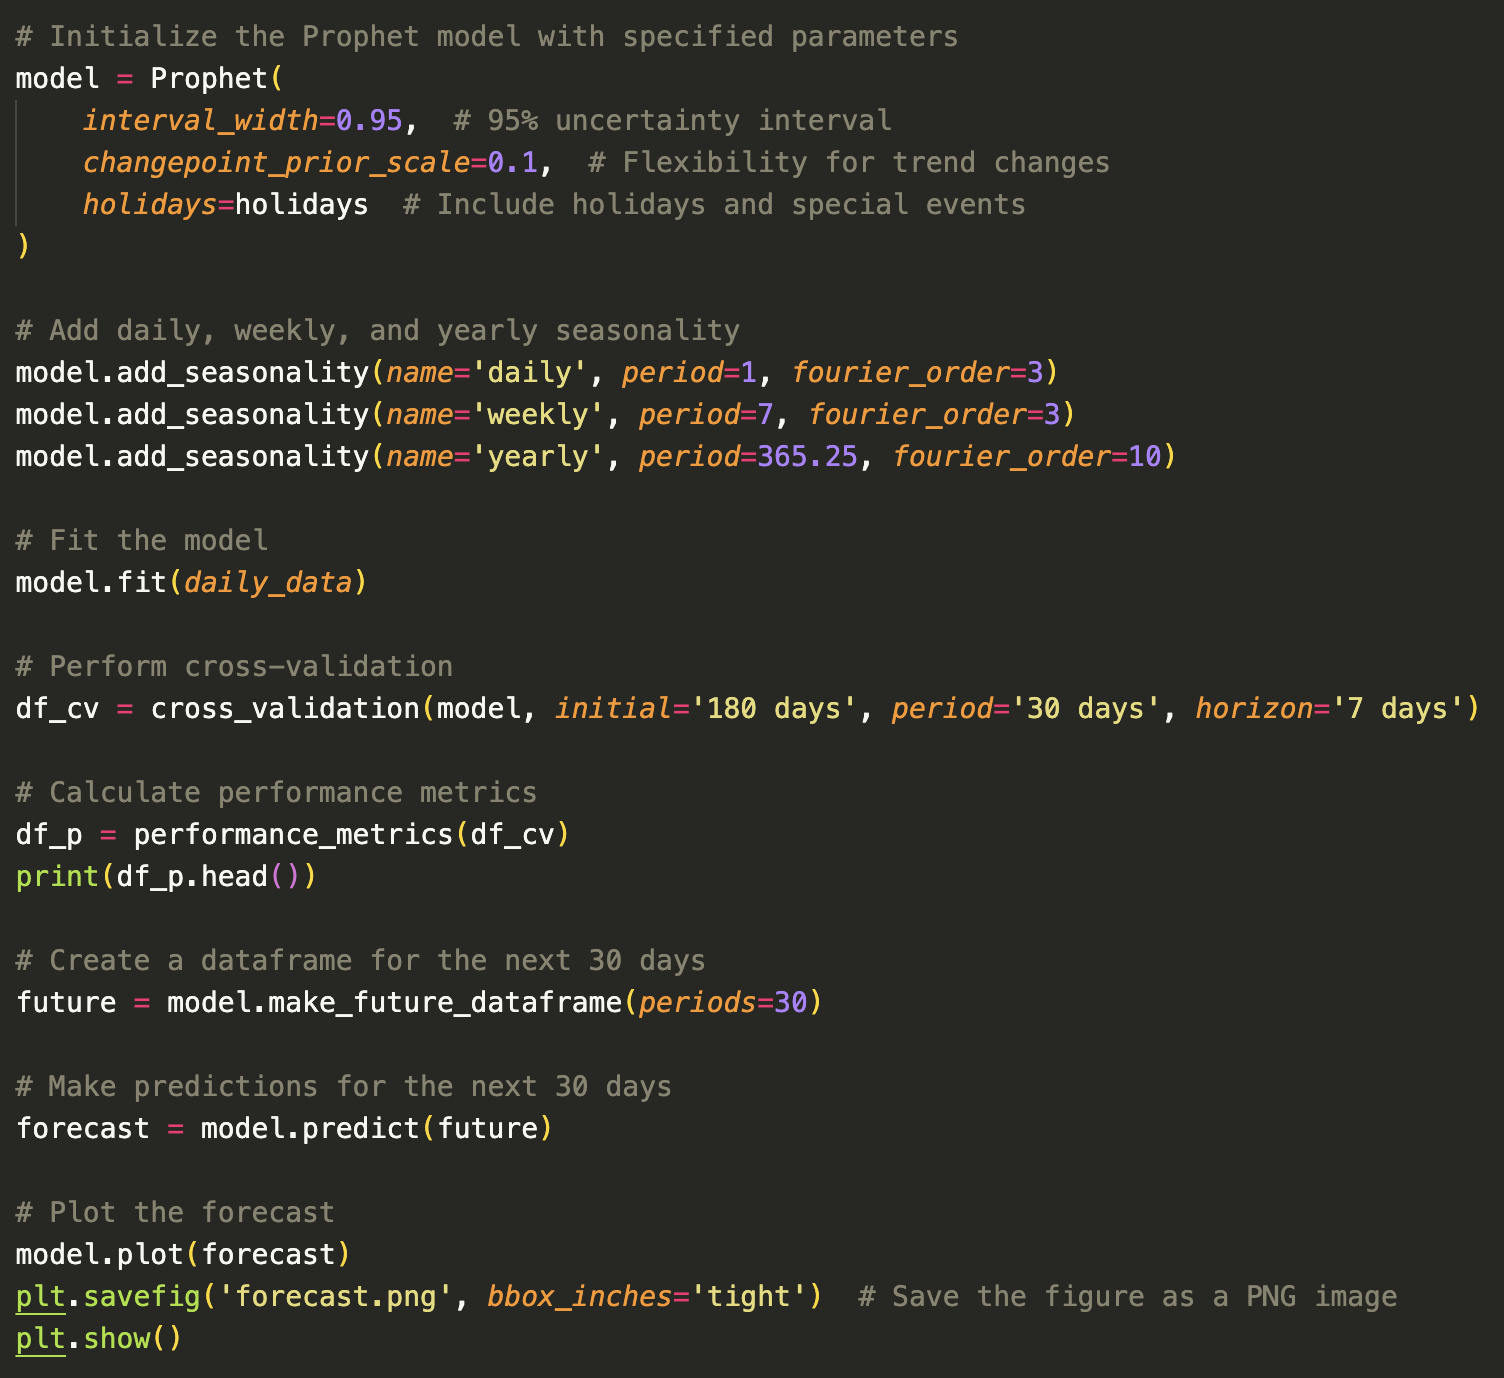 # Initialize the Prophet model with specified parameters
model = Prophet(
    interval_width=0.95,  # 95% uncertainty interval
    changepoint_prior_scale=0.1,  # Flexibility for trend changes
    holidays=holidays  # Include holidays and special events
)

# Add daily, weekly, and yearly seasonality
model.add_seasonality(name='daily', period=1, fourier_order=3)
model.add_seasonality(name='weekly', period=7, fourier_order=3)
model.add_seasonality(name='yearly', period=365.25, fourier_order=10)

# Fit the model
model.fit(daily_data)

# Perform cross-validation
df_cv = cross_validation(model, initial='180 days', period='30 days', horizon='7 days')

# Calculate performance metrics
df_p = performance_metrics(df_cv)
print(df_p.head())

# Create a dataframe for the next 30 days
future = model.make_future_dataframe(periods=30)

# Make predictions for the next 30 days
forecast = model.predict(future)

# Plot the forecast
model.plot(forecast)
plt.savefig('forecast.png', bbox_inches='tight')  # Save the figure as a PNG image
plt.show()